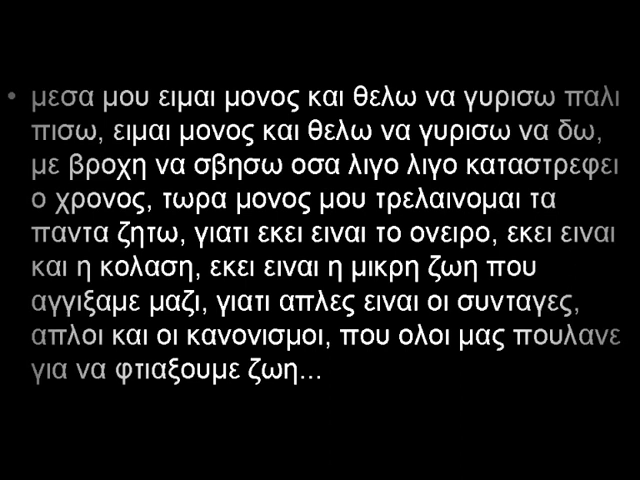 • μεσα μου ειμαι μονος και θελω να γυρισω παλι
πισω, ειμαι μονος και θελω να γυρισω να δω,
με βροχη να σβησω οσα λιγο λιγο καταστρεφει
ο χρονος, τωρα μονος μου τρελαινομαι τα
παντα ζητω, γιατι εκει ειναι το ονειρο, εκει ειναι
και η κολαση, εκει ειναι η μικρη ζωη που
αγγιξαμε μαζι, γιατι απλες ειναι οι συνταγες,
απλοι και οι κανονισμοι, που ολοι μας πουλανε
για να φτιαξουμε ζωη...